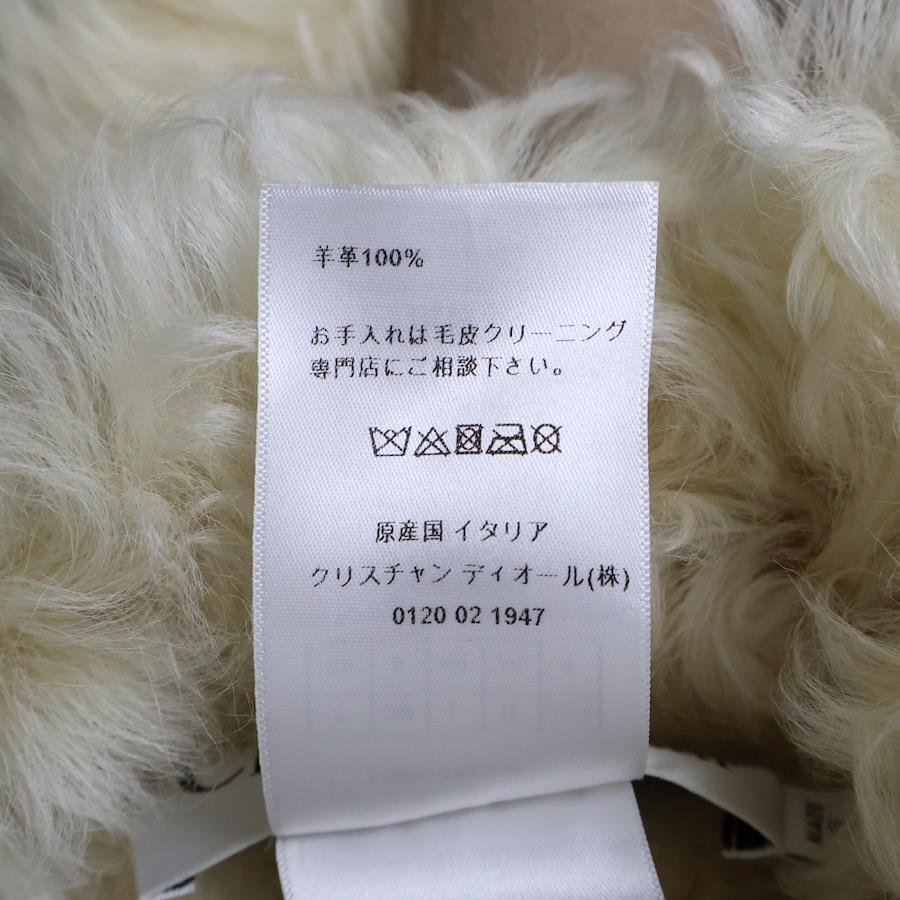 羊革100%
お手入れは毛皮クリーニング
専門店にご相談下さい。
原産国 イタリア
クリスチャン ディオール(株)
0120 02 1947
MADE